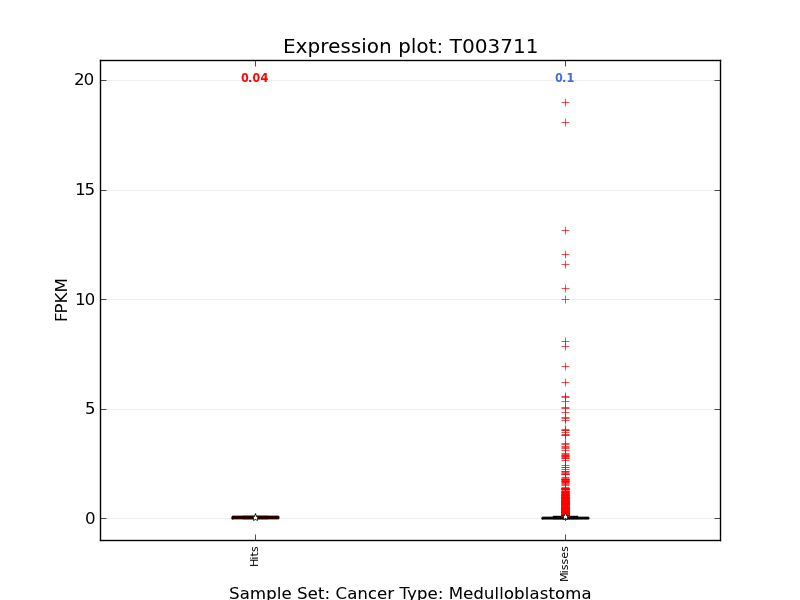 Expression plot: T003711
0.04
0.1
20
15
10
5
0
FPKM
Hits
Misses
Sample Set: Cancer Type: Medulloblastoma